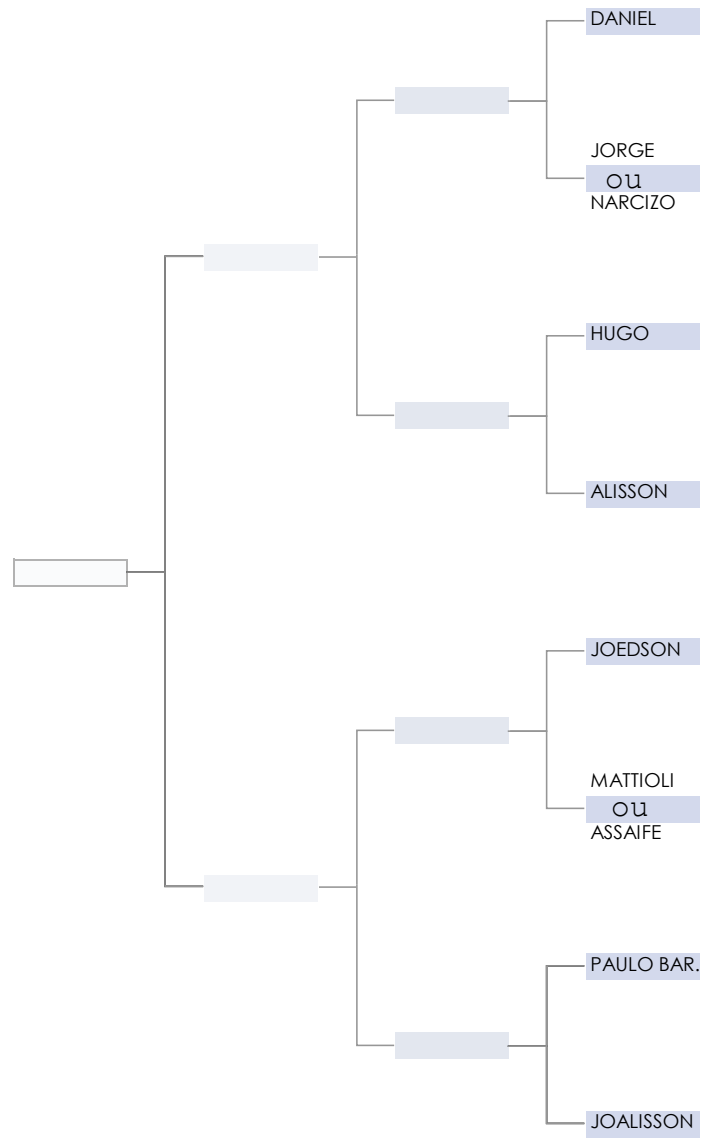 DANIEL
JORGE
ou
NARCIZO
HUGO
ALISSON
JOEDSON
MATTIOLI
ou
ASSAIFE
PAULO BAR.
JOALISSON